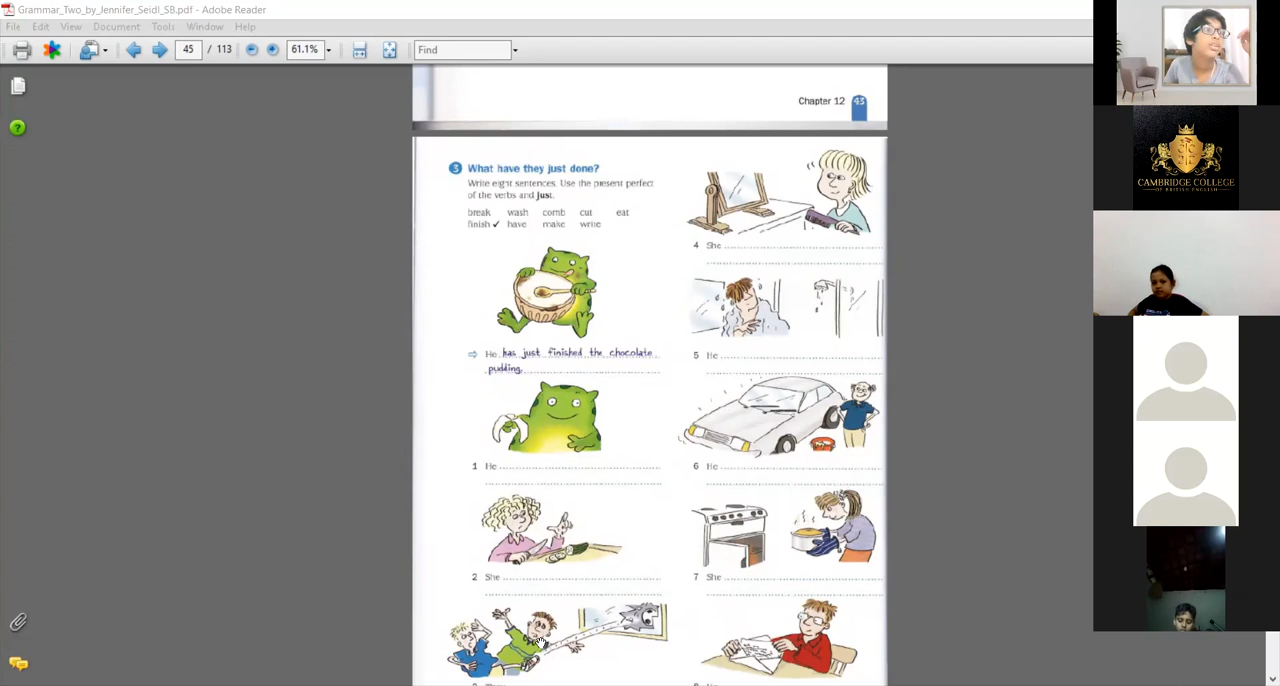 Grammar_Two_by_Jennifer_Seidl_SB.pdf - Adobe Reader
File Edit View Document Tools Window Help
45 / 113 61.1% Find
Chapter 12 43
3 What have they just done?
Write eight sentences. Use the present perfect
of the verbs and just.
break wash comb cut eat
finish ✓ have make write
He has just finished the chocolate
pudding.
1 He
2 She
4 She
5 He
6 He
7 She
CAMBRIDGE COLLEGE
OF BRITISH ENGLISH